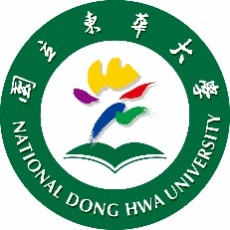 國立東華大學
NATIONAL DONG HWA UNIVERSITY